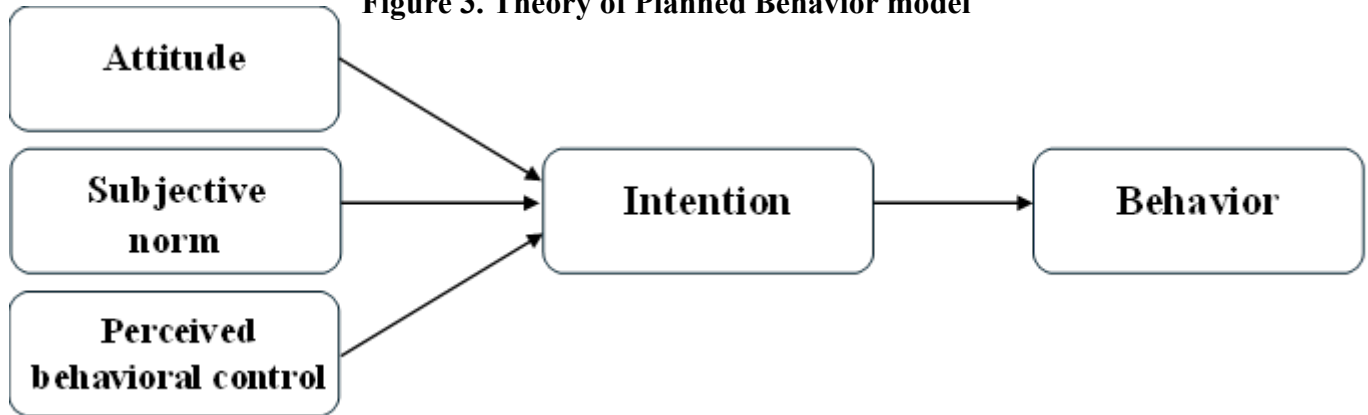 Figure 3. Theory of Planned Behavior model
Attitude
Subjective
norm
Perceived
behavioral control
Intention
Behavior